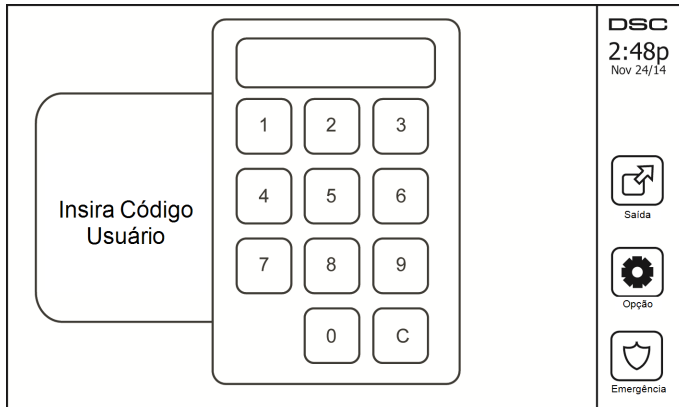 Insira Código
Usuário
1 2 3
4 5 6
7 8 9
0 C
DSC
2:48p
Nov 24/14
Saída
Opção
Emergência